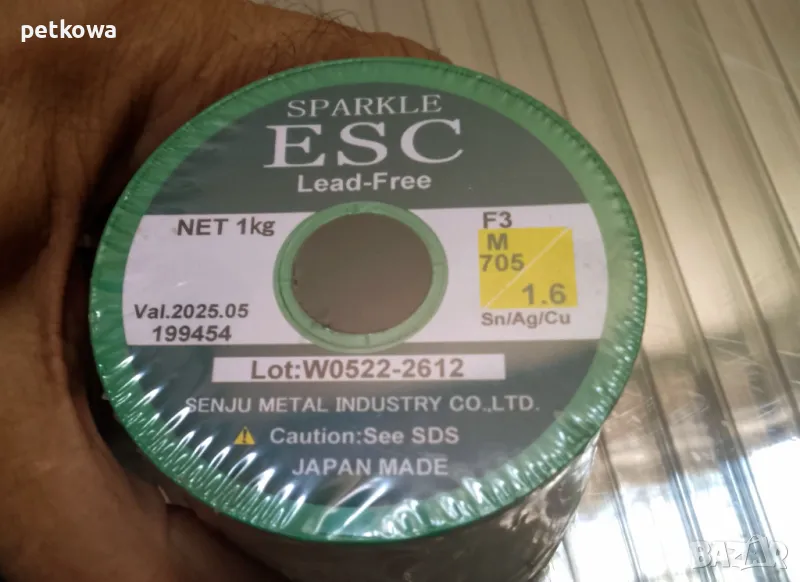 petkowa
SPARKLE
ESC
Lead-Free
NET 1kg
F3
M
705
1.6
Sn/Ag/Cu
Val.2025.05
199454
Lot:W0522-2612
SENJU METAL INDUSTRY CO.,LTD.
Caution:See SDS
JAPAN MADE
BAZAR